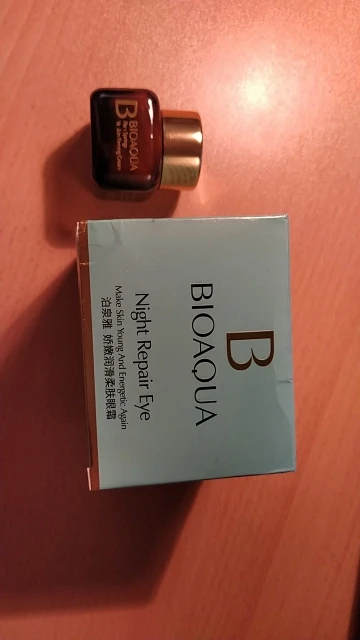 B
BIOAQUA
B
BIOAQUA
Night Repair Eye
Make Skin Young And Energetic Again
泊泉雅 娇嫩润滑柔肤眼霜